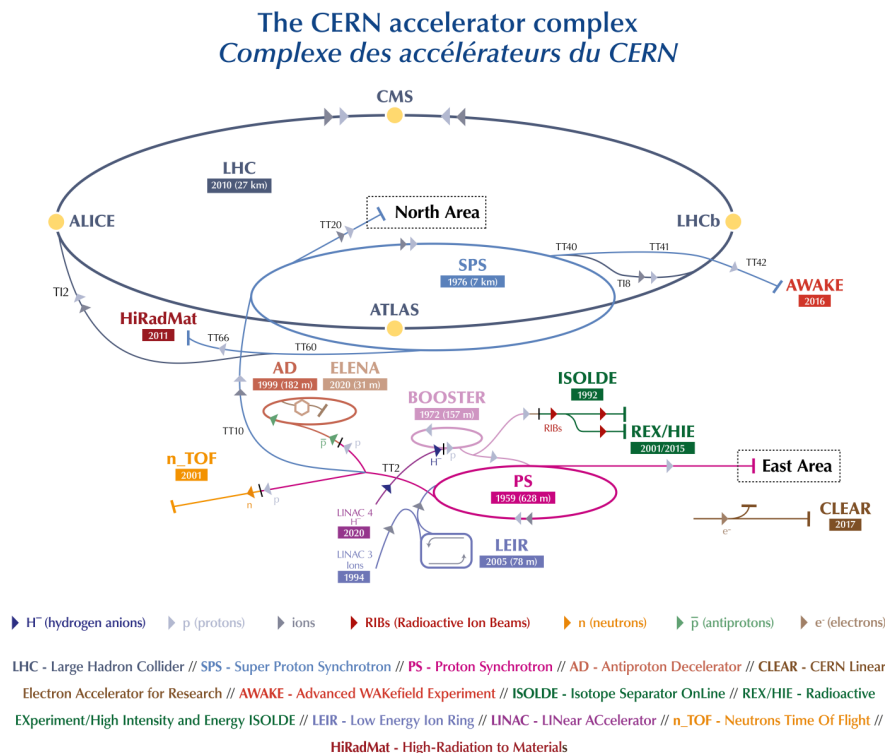 The CERN accelerator complex
Complexe des accélérateurs du CERN
CMS
LHC
2010 (27 km)
ALICE
TT20
North Area
LHCb
TT40
TT41
SPS
1976 (7 km)
TT42
TI8
TI2
AWAKE
2016
HiRadMat
2011
ATLAS
TT66
TT60
AD
1999 (182 m)
ELENA
2020 (31 m)
ISOLDE
1992
BOOSTER
1972 (157 m)
RIBs
REX/HIE
2001/2015
TT10
p̅
p
H⁻
p
n_TOF
2001
TT2
East Area
PS
1959 (628 m)
n
p
LINAC 4
H⁻
2020
CLEAR
2017
e⁻
LEIR
2005 (78 m)
LINAC 3
Ions
1994
H⁻ (hydrogen anions)
p (protons)
ions
RIBs (Radioactive Ion Beams)
n (neutrons)
p̅ (antiprotons)
e⁻ (electrons)
LHC - Large Hadron Collider // SPS - Super Proton Synchrotron // PS - Proton Synchrotron // AD - Antiproton Decelerator // CLEAR - CERN Linear
Electron Accelerator for Research // AWAKE - Advanced WAKefield Experiment // ISOLDE - Isotope Separator OnLine // REX/HIE - Radioactive
EXperiment/High Intensity and Energy ISOLDE // LEIR - Low Energy Ion Ring // LINAC - LINear ACcelerator // n_TOF - Neutrons Time Of Flight //
HiRadMat - High-Radiation to Materials